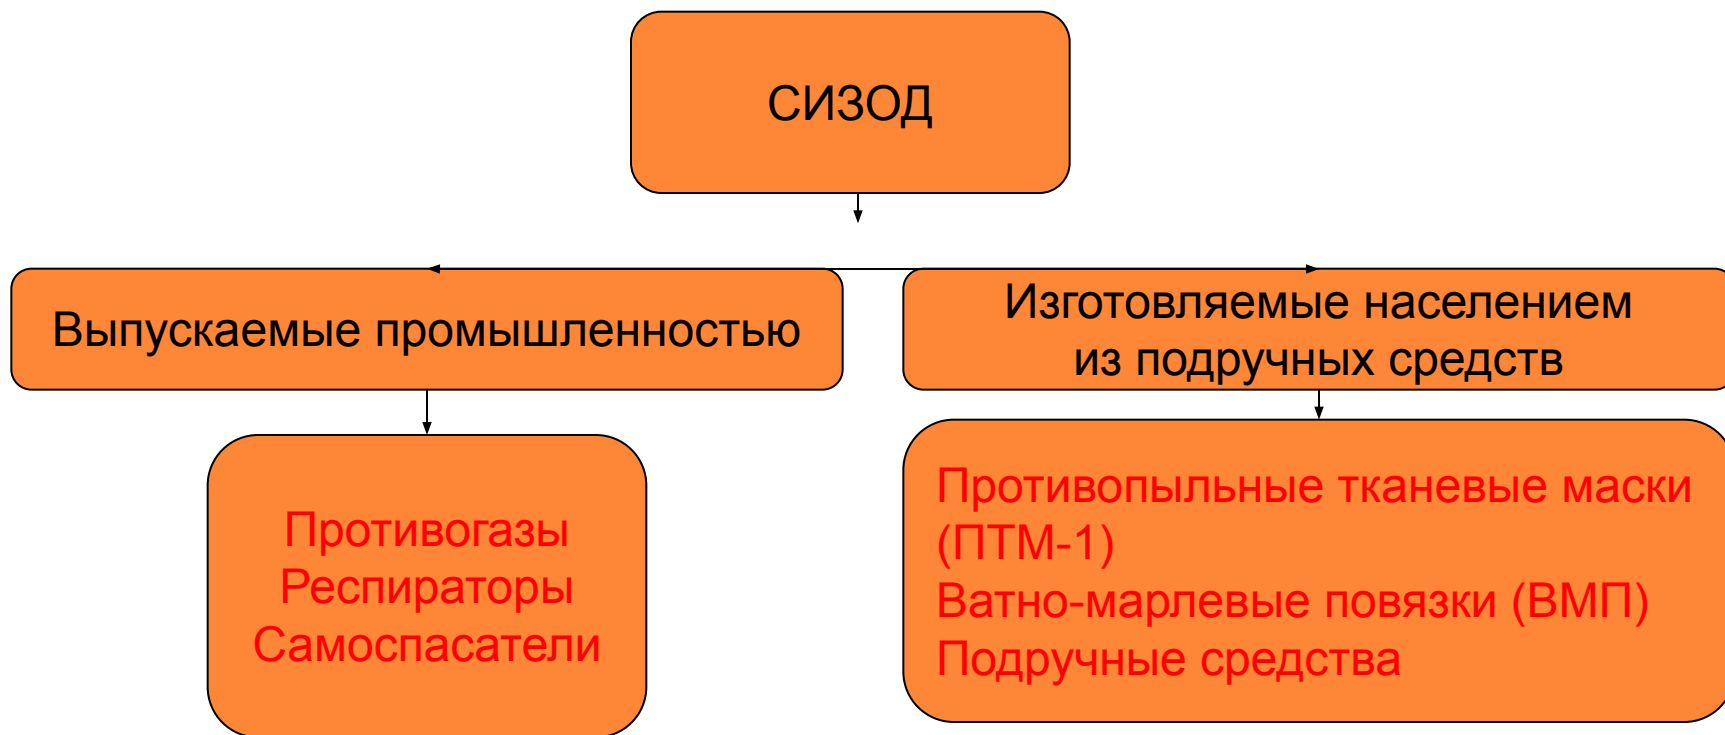 СИЗОД
Выпускаемые промышленностью
Изготовляемые населением
из подручных средств
Противогазы
Респираторы
Самоспасатели
Противопыльные тканевые маски
(ПТМ-1)
Ватно-марлевые повязки (ВМП)
Подручные средства